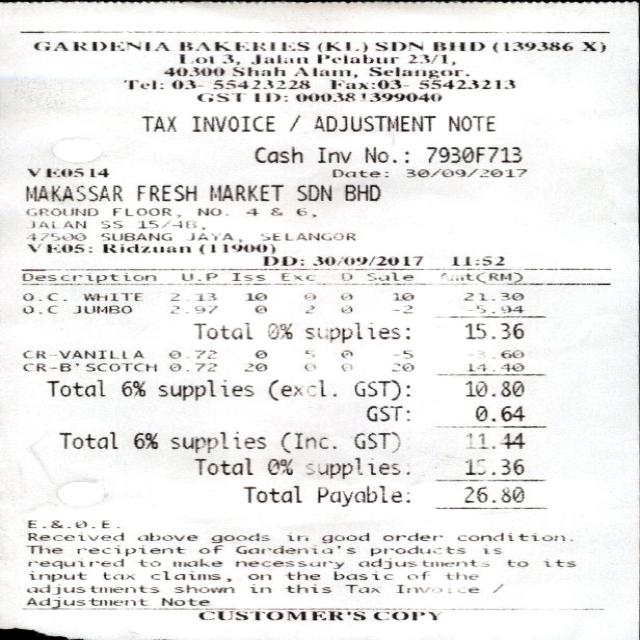 GARDENIA BAKERIES (KL) SDN BHD (139386 X)
Lot 3, Jalan Pelabur 23/1,
40300 Shah Alam, Selangor.
Tel: 03- 55423228 Fax:03- 55423213
GST ID: 000381399040
TAX INVOICE / ADJUSTMENT NOTE
Cash Inv No.: 7930F713
VE0514 Date: 30/09/2017
MAKASSAR FRESH MARKET SDN BHD
GROUND FLOOR, NO. 4 & 6,
JALAN SS 15/4B,
47500 SUBANG JAYA, SELANGOR
VE05: Ridzuan (11900)
DD: 30/09/2017 11:52
Description U.P Iss Exc D Sale Amt(RM)
O.C. WHITE 2.13 10 0 0 10 21.30
O.C JUMBO 2.97 0 2 0 -2 -5.94
Total 0% supplies: 15.36
CR-VANILLA 0.72 0 5 0 -5 -3.60
CR-B'SCOTCH 0.72 20 0 0 20 14.40
Total 6% supplies (excl. GST): 10.80
GST: 0.64
Total 6% supplies (Inc. GST) 11.44
Total 0% supplies: 15.36
Total Payable: 26.80
E.&.O.E.
Received above goods in good order condition.
The recipient of Gardenia's products is
required to make necessary adjustments to its
input tax claims, on the basic of the
adjustments shown in this Tax Invoice /
Adjustment Note
CUSTOMER'S COPY